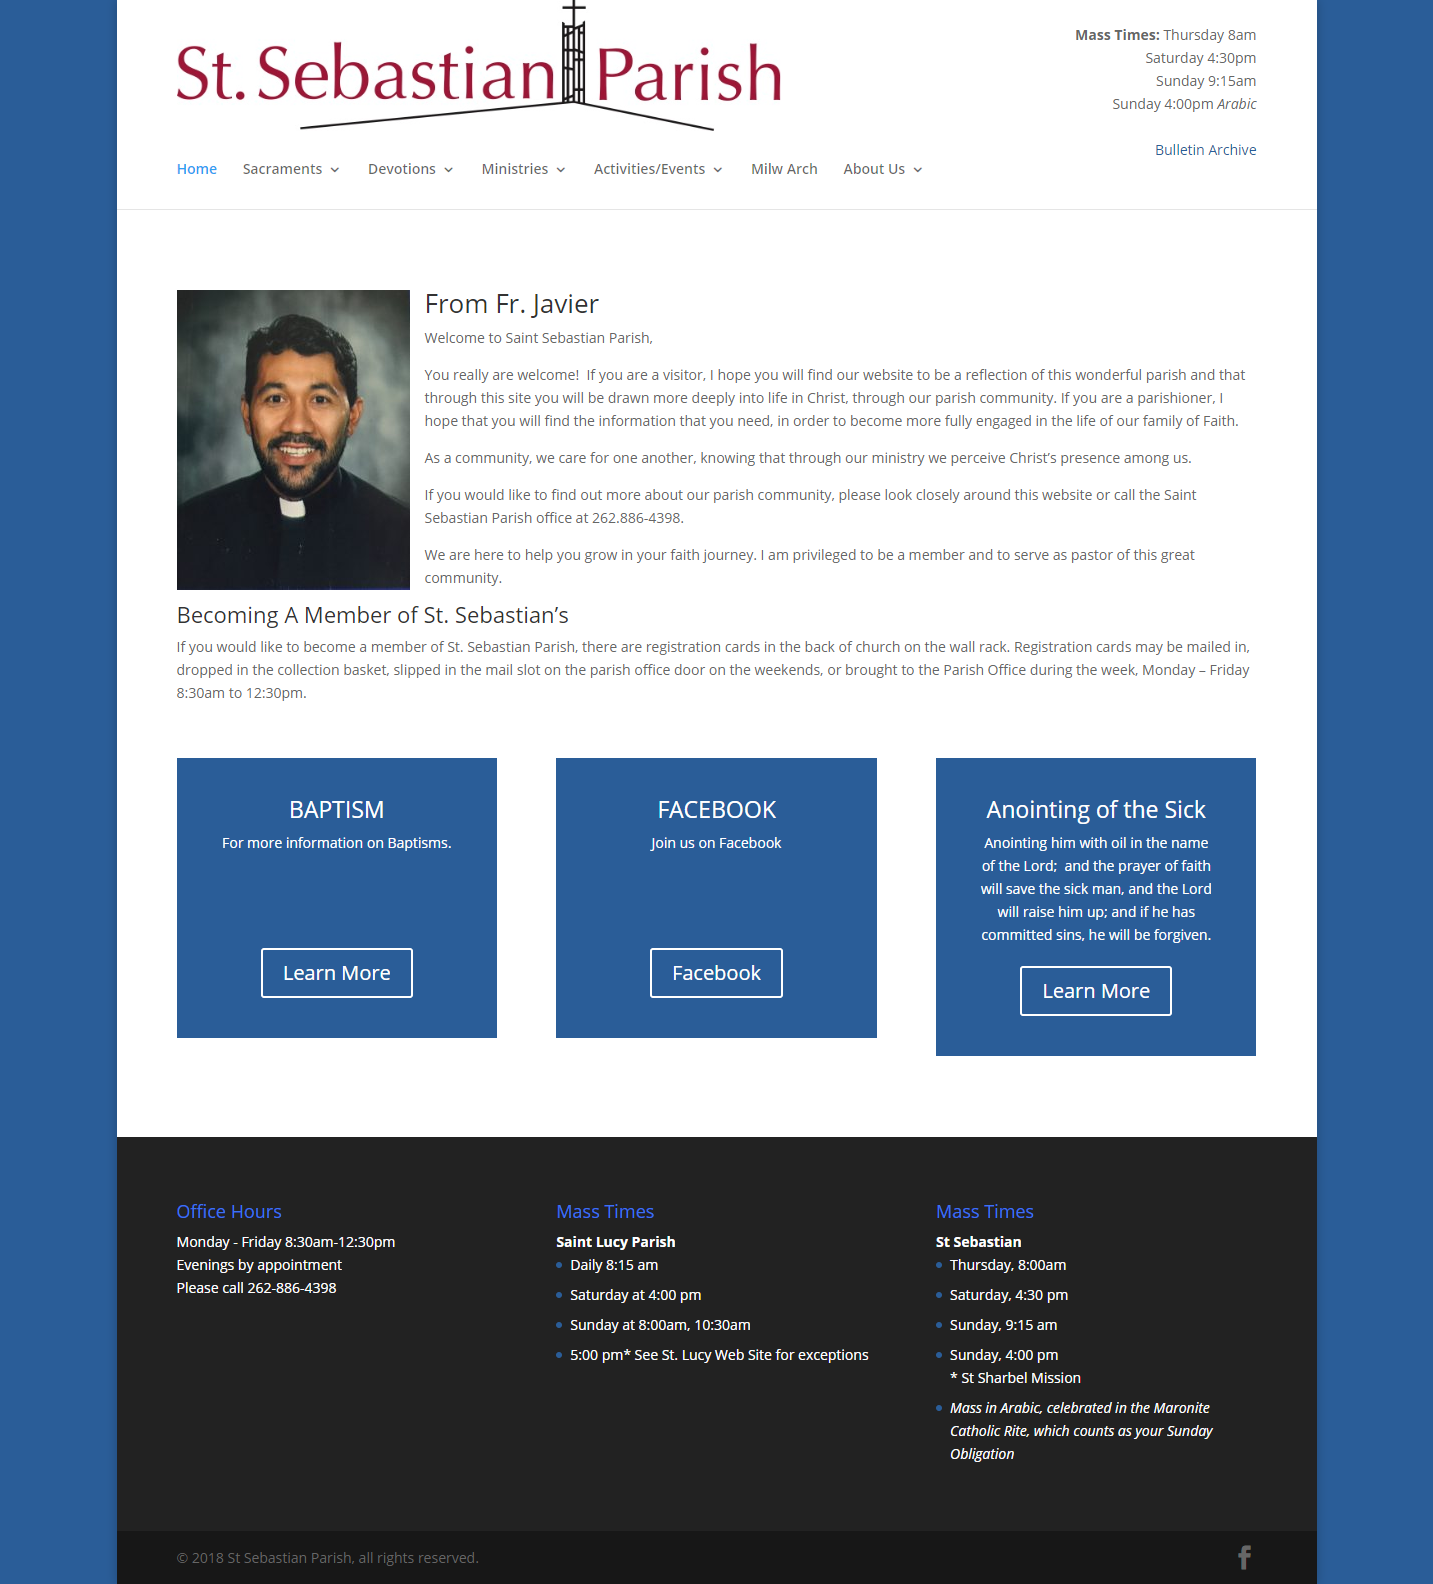 St. Sebastian Parish
Mass Times: Thursday 8am
Saturday 4:30pm
Sunday 9:15am
Sunday 4:00pm Arabic
Bulletin Archive
Home Sacraments Devotions Ministries Activities/Events Milw Arch About Us
From Fr. Javier
Welcome to Saint Sebastian Parish,
You really are welcome!  If you are a visitor, I hope you will find our website to be a reflection of this wonderful parish and that
through this site you will be drawn more deeply into life in Christ, through our parish community. If you are a parishioner, I
hope that you will find the information that you need, in order to become more fully engaged in the life of our family of Faith.
As a community, we care for one another, knowing that through our ministry we perceive Christ’s presence among us.
If you would like to find out more about our parish community, please look closely around this website or call the Saint
Sebastian Parish office at 262.886-4398.
We are here to help you grow in your faith journey. I am privileged to be a member and to serve as pastor of this great
community.
Becoming A Member of St. Sebastian’s
If you would like to become a member of St. Sebastian Parish, there are registration cards in the back of church on the wall rack. Registration cards may be mailed in,
dropped in the collection basket, slipped in the mail slot on the parish office door on the weekends, or brought to the Parish Office during the week, Monday – Friday
8:30am to 12:30pm.
BAPTISM
For more information on Baptisms.
Learn More
FACEBOOK
Join us on Facebook
Facebook
Anointing of the Sick
Anointing him with oil in the name
of the Lord;  and the prayer of faith
will save the sick man, and the Lord
will raise him up; and if he has
committed sins, he will be forgiven.
Learn More
Office Hours
Monday - Friday 8:30am-12:30pm
Evenings by appointment
Please call 262-886-4398
Mass Times
Saint Lucy Parish
Daily 8:15 am
Saturday at 4:00 pm
Sunday at 8:00am, 10:30am
5:00 pm* See St. Lucy Web Site for exceptions
Mass Times
St Sebastian
Thursday, 8:00am
Saturday, 4:30 pm
Sunday, 9:15 am
Sunday, 4:00 pm
* St Sharbel Mission
Mass in Arabic, celebrated in the Maronite
Catholic Rite, which counts as your Sunday
Obligation
© 2018 St Sebastian Parish, all rights reserved.